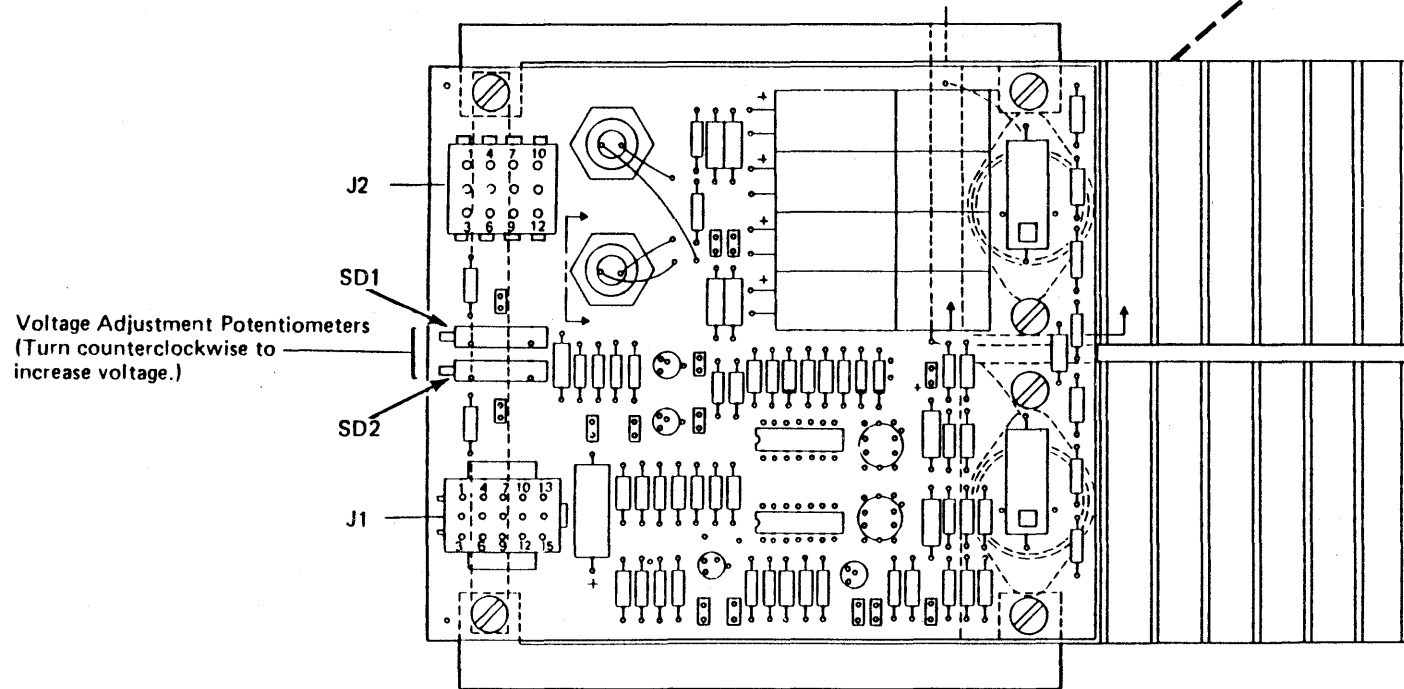 J2
1 4 7 10
3 6 9 12
SD1
Voltage Adjustment Potentiometers
(Turn counterclockwise to
increase voltage.)
SD2
J1
1 4 7 10 13
3 6 9 12 15
+
+
+
+
+
+